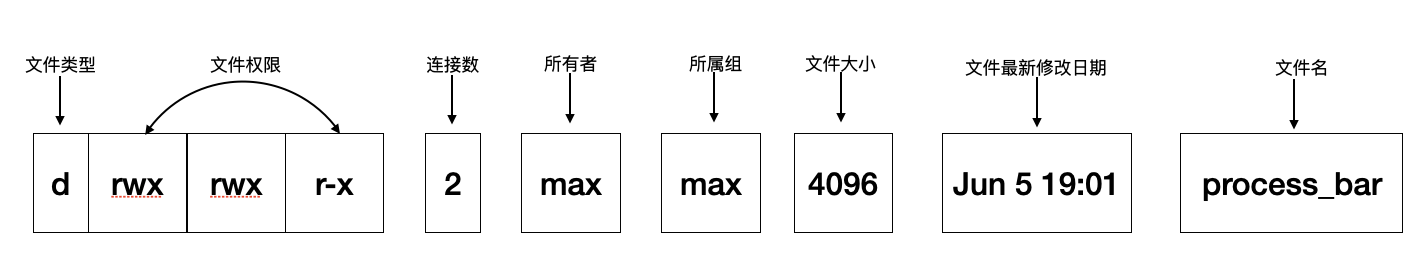 文件类型 文件权限 连接数 所有者 所属组 文件大小 文件最新修改日期 文件名
d rwx rwx r-x 2 max max 4096 Jun 5 19:01 process_bar